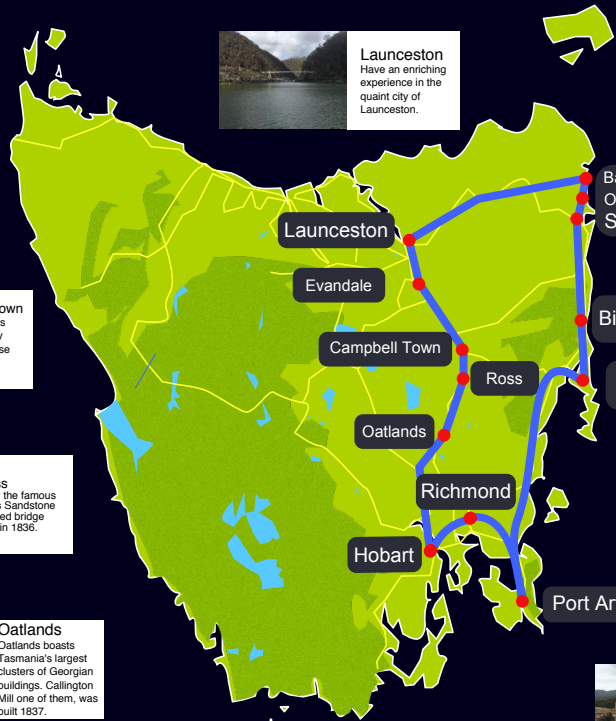 Launceston
Have an enriching
experience in the
quaint city of
Launceston.
Launceston
Evandale
Campbell Town
Ross
Oatlands
Richmond
Hobart
the famous
Sandstone
bridge
in 1836.
Oatlands
Oatlands boasts
Tasmania's largest
clusters of Georgian
buildings. Callington
Mill one of them, was
built 1837.
Port Ar